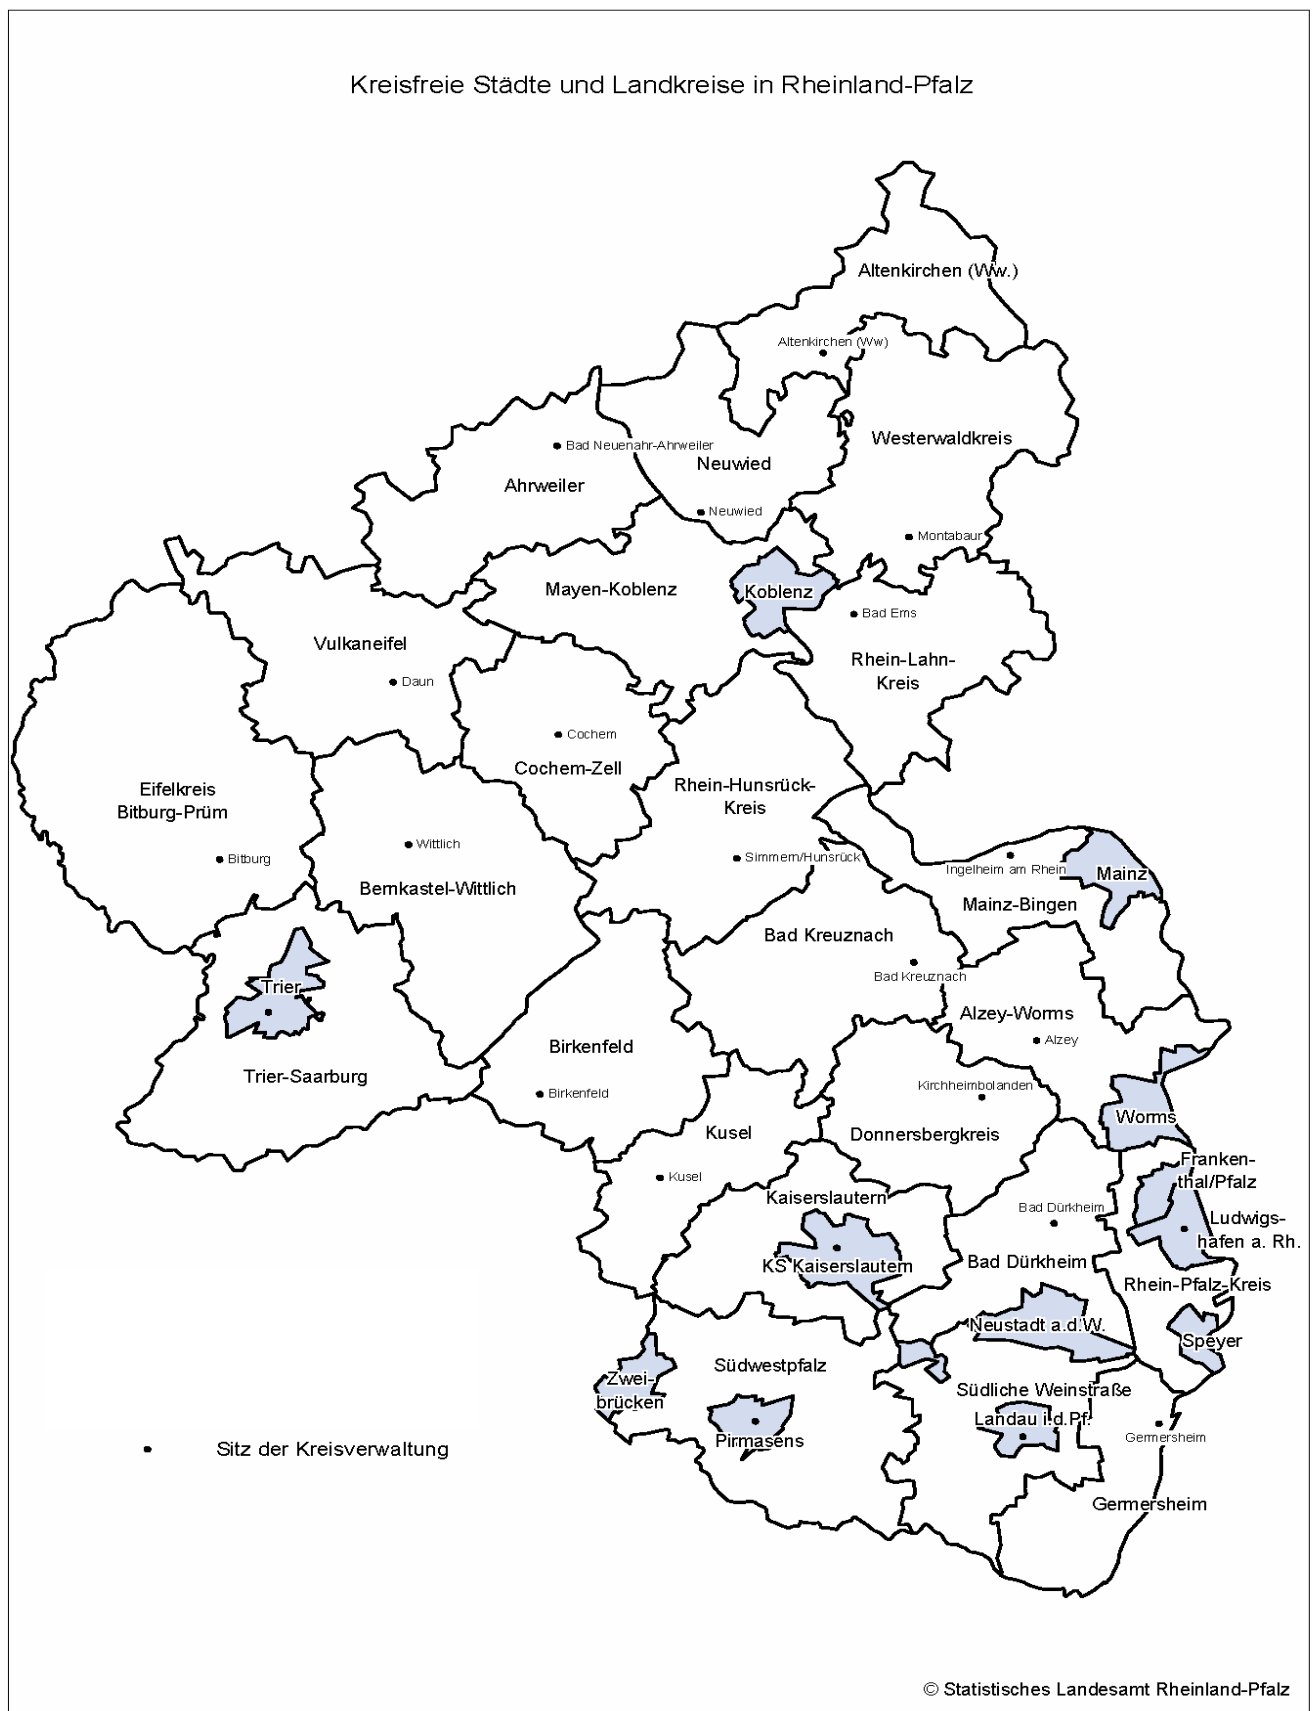 Kreisfreie Städte und Landkreise in Rheinland-Pfalz
Altenkirchen (Ww.)
Altenkirchen (Ww)
Westerwaldkreis
Bad Neuenahr-Ahrweiler
Neuwied
Ahrweiler
Neuwied
Montabaur
Mayen-Koblenz
Koblenz
Bad Ems
Vulkaneifel
Rhein-Lahn-
Kreis
Daun
Cochem
Cochem-Zell
Rhein-Hunsrück-
Kreis
Eifelkreis
Bitburg-Prüm
Wittlich
Bitburg
Simmern/Hunsrück
Ingelheim am Rhein
Mainz
Bernkastel-Wittlich
Mainz-Bingen
Bad Kreuznach
Bad Kreuznach
Trier
Alzey-Worms
Alzey
Birkenfeld
Trier-Saarburg
Birkenfeld
Kirchheimbolanden
Worms
Kusel
Donnersbergkreis
Kusel
Franken-
thal/Pfalz
Kaiserslautern
Bad Dürkheim
Ludwigs-
hafen a. Rh.
KS Kaiserslautern
Bad Dürkheim
Rhein-Pfalz-Kreis
Neustadt a.d.W.
Speyer
Südwestpfalz
Zwei-
brücken
Südliche Weinstraße
Landau i.d.Pf.
Pirmasens
Germersheim
Sitz der Kreisverwaltung
Germersheim
© Statistisches Landesamt Rheinland-Pfalz